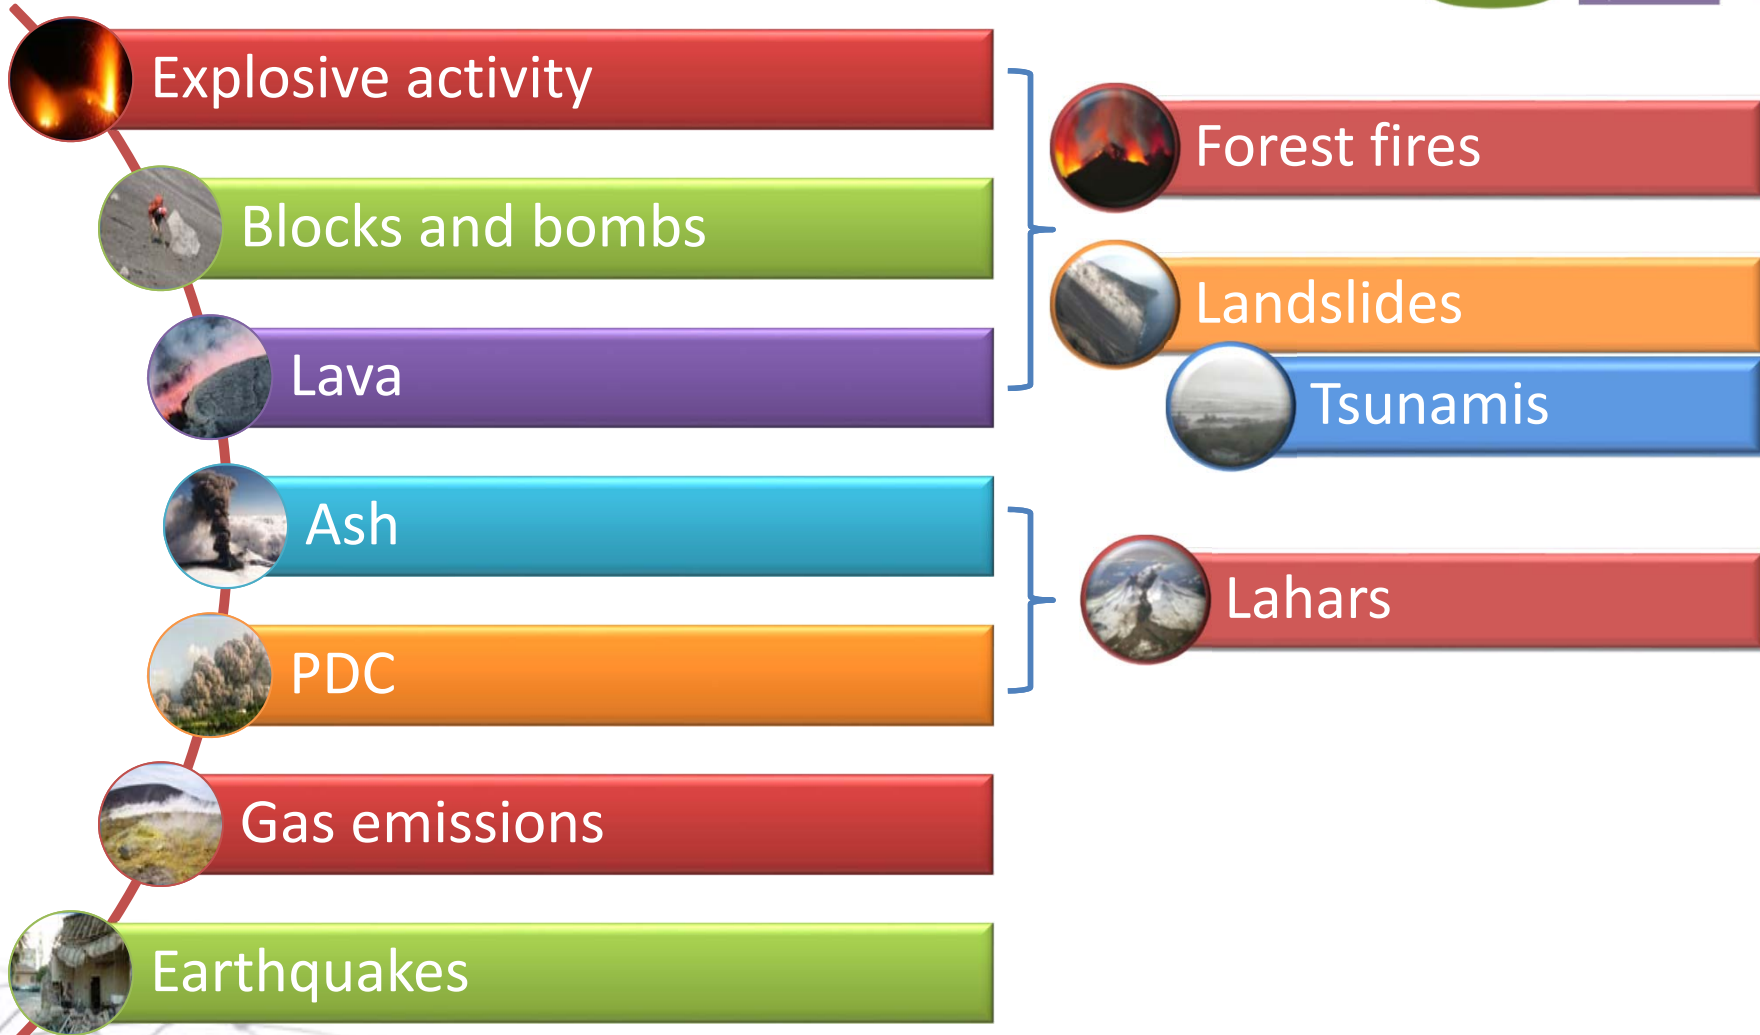 Explosive activity
Blocks and bombs
Lava
Ash
PDC
Gas emissions
Earthquakes
Forest fires
Landslides
Tsunamis
Lahars